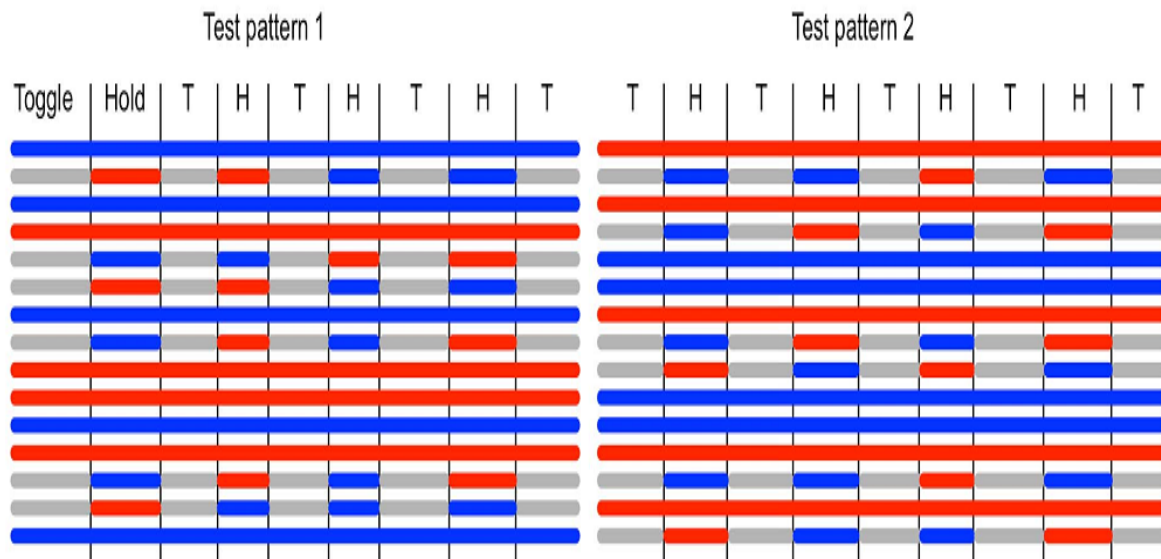 Test pattern 1
Test pattern 2
Toggle Hold T H T H T H T
T H T H T H T H T